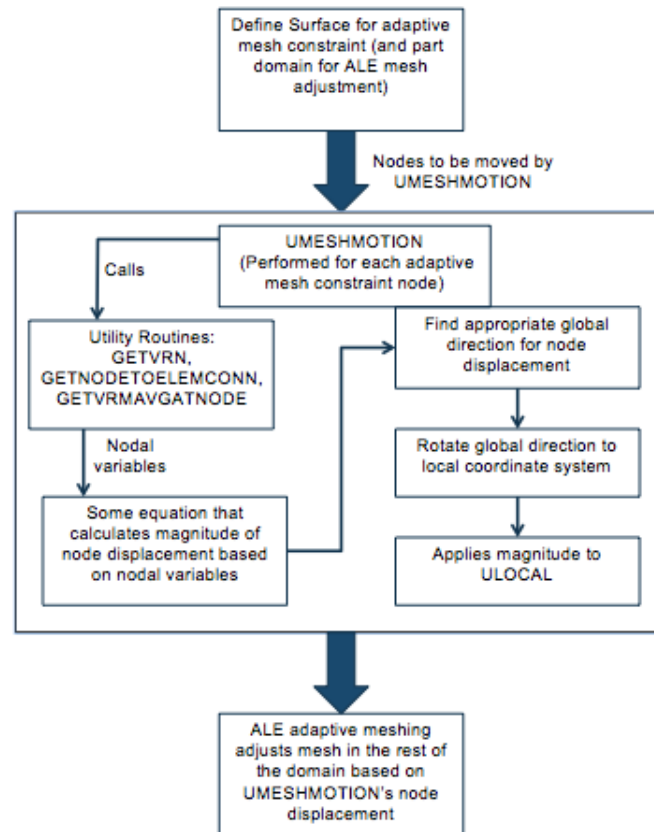 Define Surface for adaptive
mesh constraint (and part
domain for ALE mesh
adjustment)
Nodes to be moved by
UMESHMOTION
UMESHMOTION
(Performed for each adaptive
mesh constraint node)
Calls
Utility Routines:
GETVRN,
GETNODETOELEMCONN,
GETVRMAVGATNODE
Nodal
variables
Some equation that
calculates magnitude of
node displacement based
on nodal variables
Find appropriate global
direction for node
displacement
Rotate global direction to
local coordinate system
Applies magnitude to
ULOCAL
ALE adaptive meshing
adjusts mesh in the rest of
the domain based on
UMESHMOTION's node
displacement